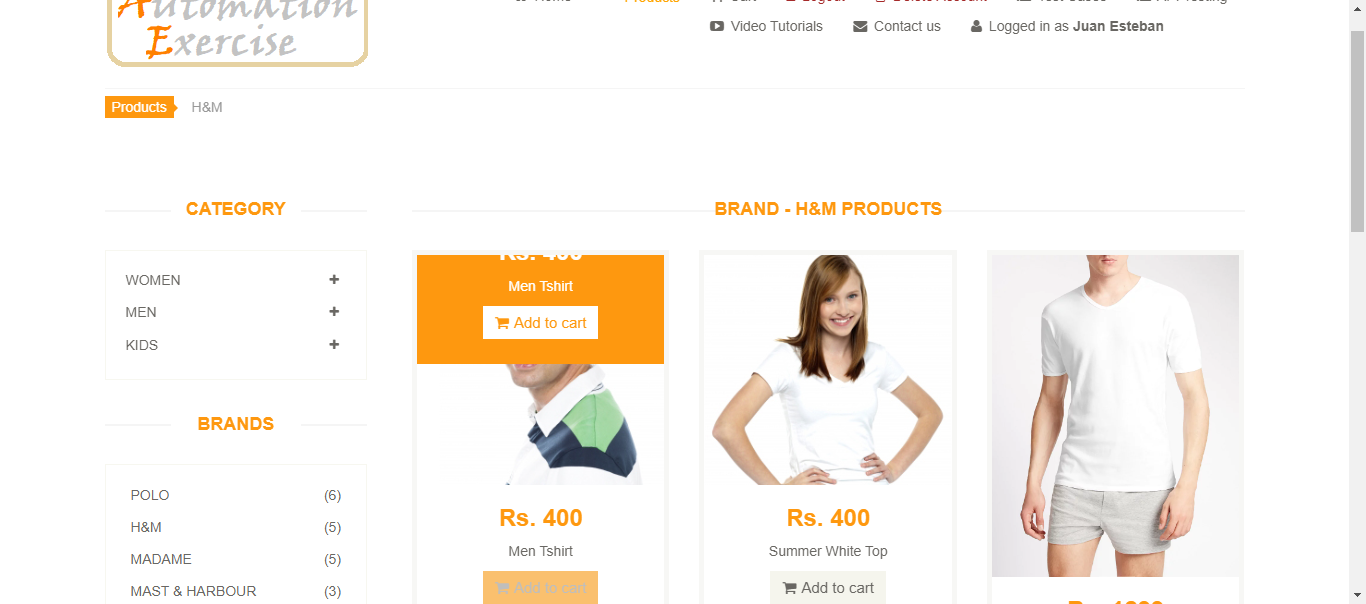 Automation
Exercise
Home Products Cart Logout Delete Account Test Cases API Testing
Video Tutorials Contact us Logged in as Juan Esteban
Products H&M
CATEGORY
WOMEN
MEN
KIDS
BRANDS
POLO (6)
H&M (5)
MADAME (5)
MAST & HARBOUR (3)
BRAND - H&M PRODUCTS
Rs. 400
Men Tshirt
Add to cart
Rs. 400
Men Tshirt
Add to cart
Rs. 400
Summer White Top
Add to cart